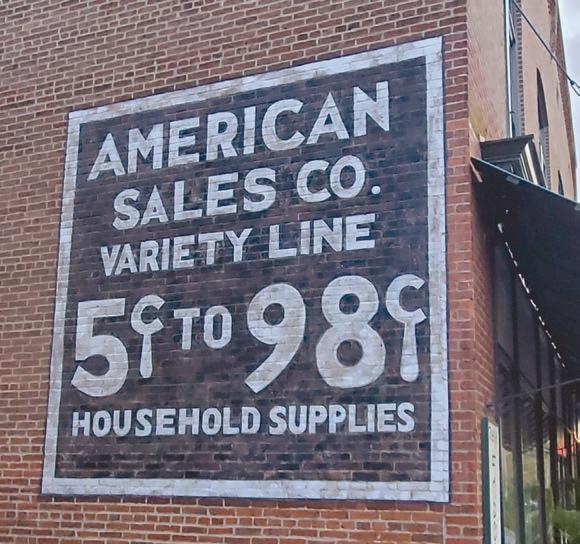 AMERICAN
SALES CO.
VARIETY LINE
5¢ TO 98¢
HOUSEHOLD SUPPLIES